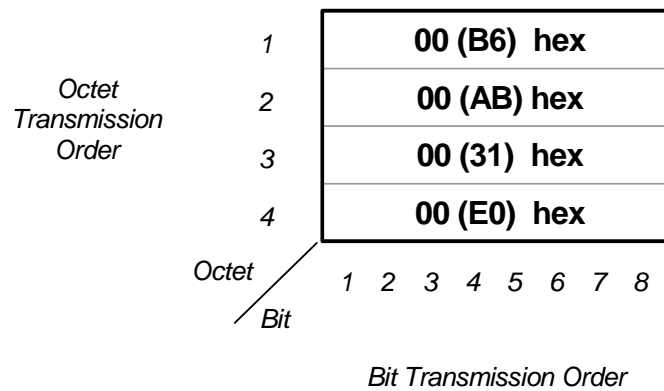 1 00 (B6) hex
Octet
Transmission
Order
2 00 (AB) hex
3 00 (31) hex
4 00 (E0) hex
Octet
Bit
1 2 3 4 5 6 7 8
Bit Transmission Order